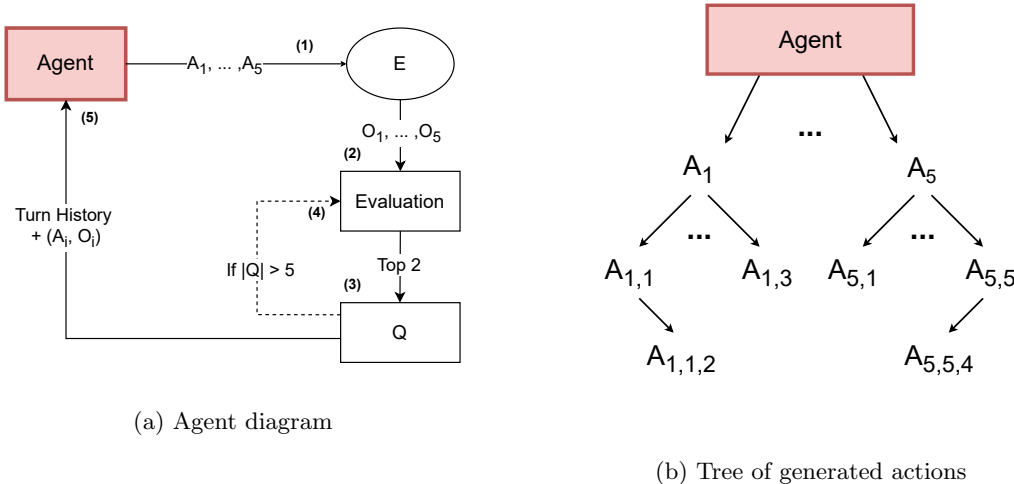 Agent
A₁, ... ,A₅
(1)
E
O₁, ... ,O₅
(2)
Evaluation
(4)
Top 2
(3)
Q
If |Q| > 5
(5)
Turn History
+ (Aᵢ, Oᵢ)
(a) Agent diagram
Agent
...
A₁
A₅
...
...
A₁,₁
A₁,₃
A₅,₁
A₅,₅
A₁,₁,₂
A₅,₅,₄
(b) Tree of generated actions